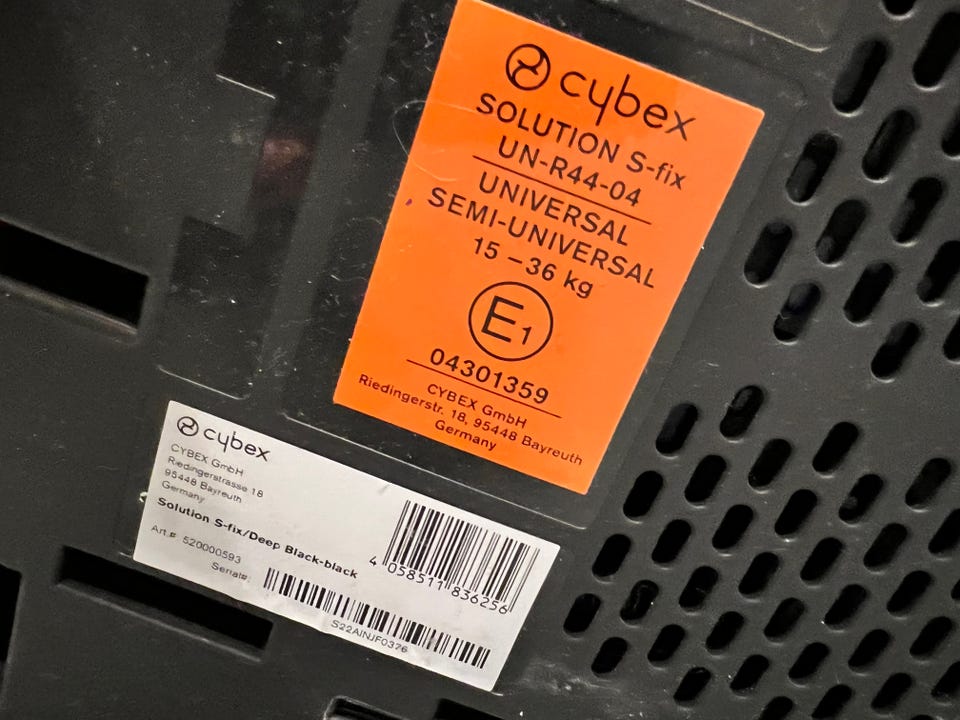 cybex
SOLUTION S-fix
UN-R44-04
UNIVERSAL
SEMI-UNIVERSAL
15 – 36 kg
E1
04301359
CYBEX GmbH
Riedingerstr. 18, 95448 Bayreuth
Germany
cybex
CYBEX GmbH
Riedingerstrasse 18
95448 Bayreuth
Germany
Solution S-fix/Deep Black-black
Art.# 520000593
4 058511 836256
Serial#:
S22AINJF0376